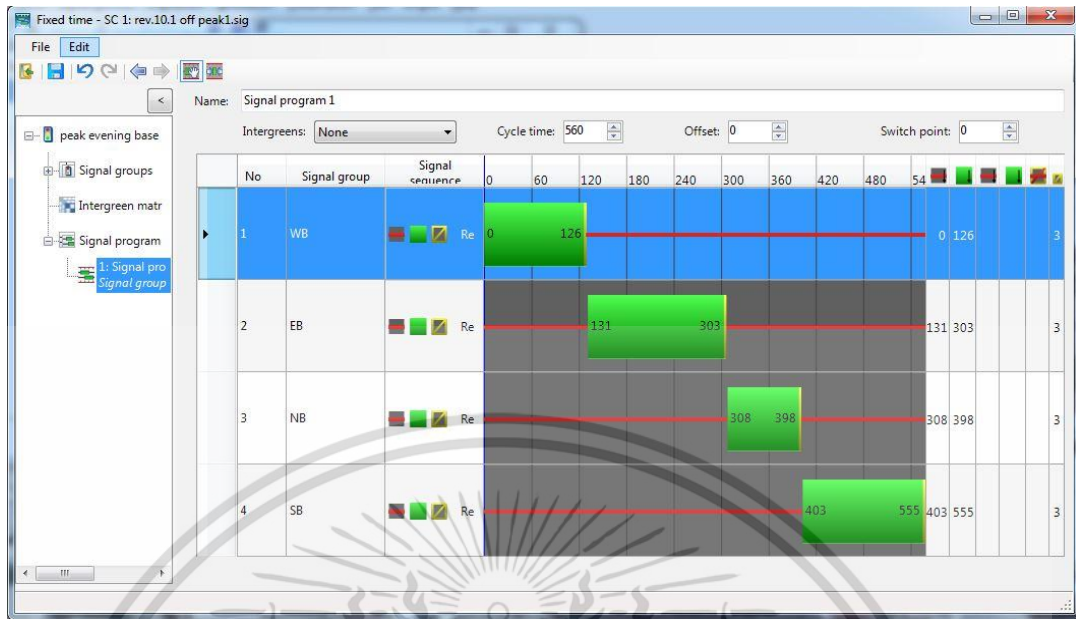 Fixed time - SC 1: rev.10.1 off peak1.sig
File Edit
<
Name: Signal program 1
Intergreens: None Cycle time: 560 Offset: 0 Switch point: 0
peak evening base
Signal groups
Intergreen matr
Signal program
1: Signal pro
Signal group
No Signal group Signal sequence 0 60 120 180 240 300 360 420 480 54
1 WB Re 0 126 0 126 3
2 EB Re 131 303 131 303 3
3 NB Re 308 398 308 398 3
4 SB Re 403 555 403 555 3